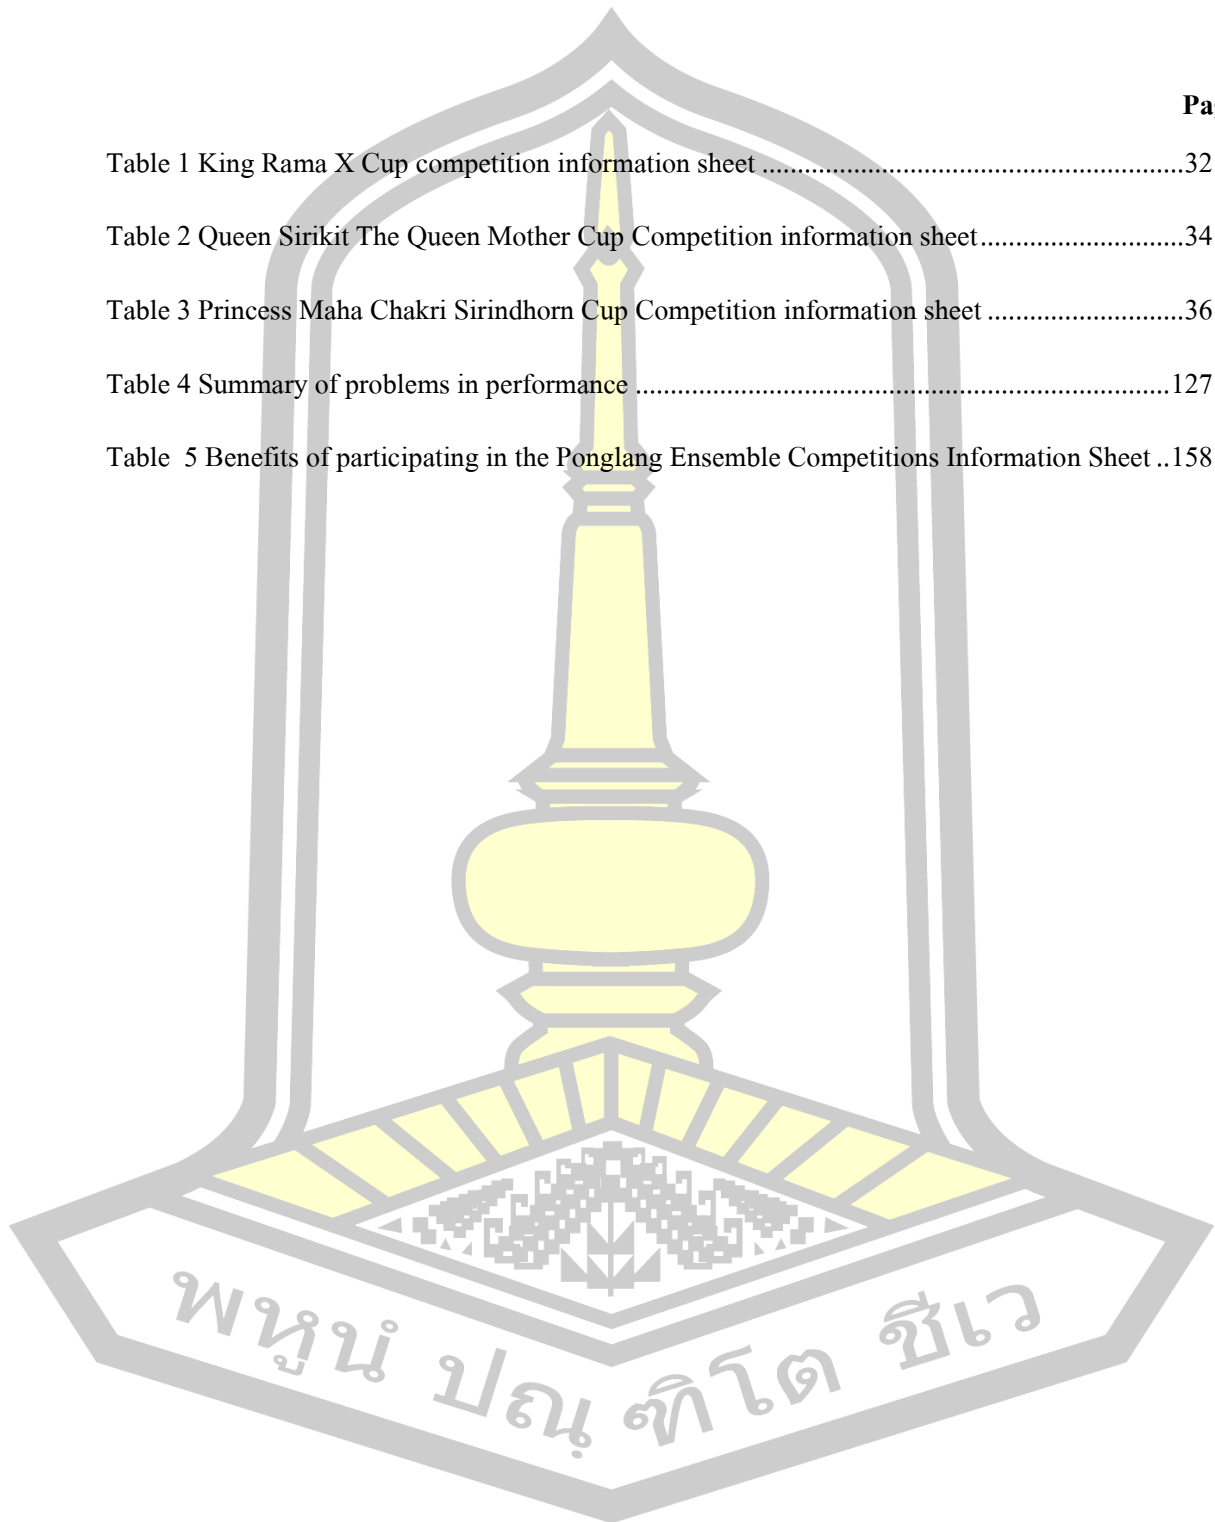 Pa
Table 1 King Rama X Cup competition information sheet ............................................................32
Table 2 Queen Sirikit The Queen Mother Cup Competition information sheet.............................34
Table 3 Princess Maha Chakri Sirindhorn Cup Competition information sheet ............................36
Table 4 Summary of problems in performance ..............................................................................127
Table  5 Benefits of participating in the Ponglang Ensemble Competitions Information Sheet ..158
พหูนํ ปณฺฑิโต ชีเว